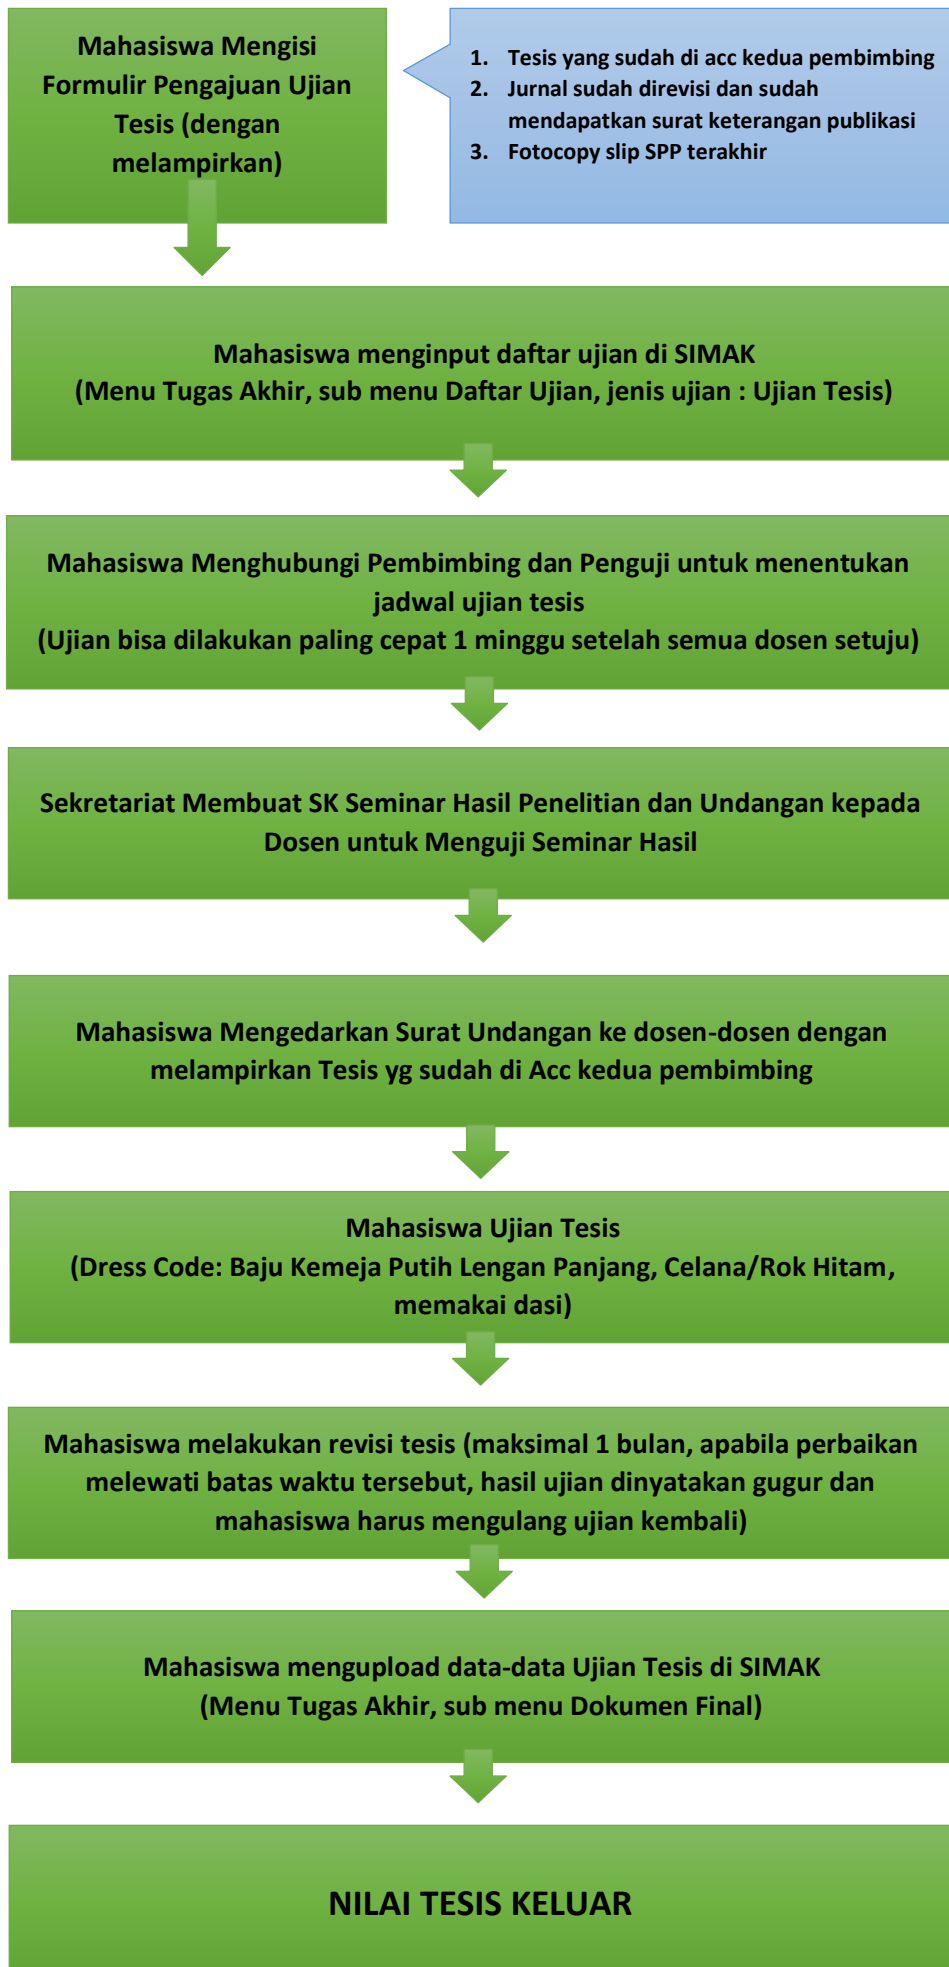 Mahasiswa Mengisi
Formulir Pengajuan Ujian
Tesis (dengan
melampirkan)
1. Tesis yang sudah di acc kedua pembimbing
2. Jurnal sudah direvisi dan sudah
mendapatkan surat keterangan publikasi
3. Fotocopy slip SPP terakhir
Mahasiswa menginput daftar ujian di SIMAK
(Menu Tugas Akhir, sub menu Daftar Ujian, jenis ujian : Ujian Tesis)
Mahasiswa Menghubungi Pembimbing dan Penguji untuk menentukan
jadwal ujian tesis
(Ujian bisa dilakukan paling cepat 1 minggu setelah semua dosen setuju)
Sekretariat Membuat SK Seminar Hasil Penelitian dan Undangan kepada
Dosen untuk Menguji Seminar Hasil
Mahasiswa Mengedarkan Surat Undangan ke dosen-dosen dengan
melampirkan Tesis yg sudah di Acc kedua pembimbing
Mahasiswa Ujian Tesis
(Dress Code: Baju Kemeja Putih Lengan Panjang, Celana/Rok Hitam,
memakai dasi)
Mahasiswa melakukan revisi tesis (maksimal 1 bulan, apabila perbaikan
melewati batas waktu tersebut, hasil ujian dinyatakan gugur dan
mahasiswa harus mengulang ujian kembali)
Mahasiswa mengupload data-data Ujian Tesis di SIMAK
(Menu Tugas Akhir, sub menu Dokumen Final)
NILAI TESIS KELUAR